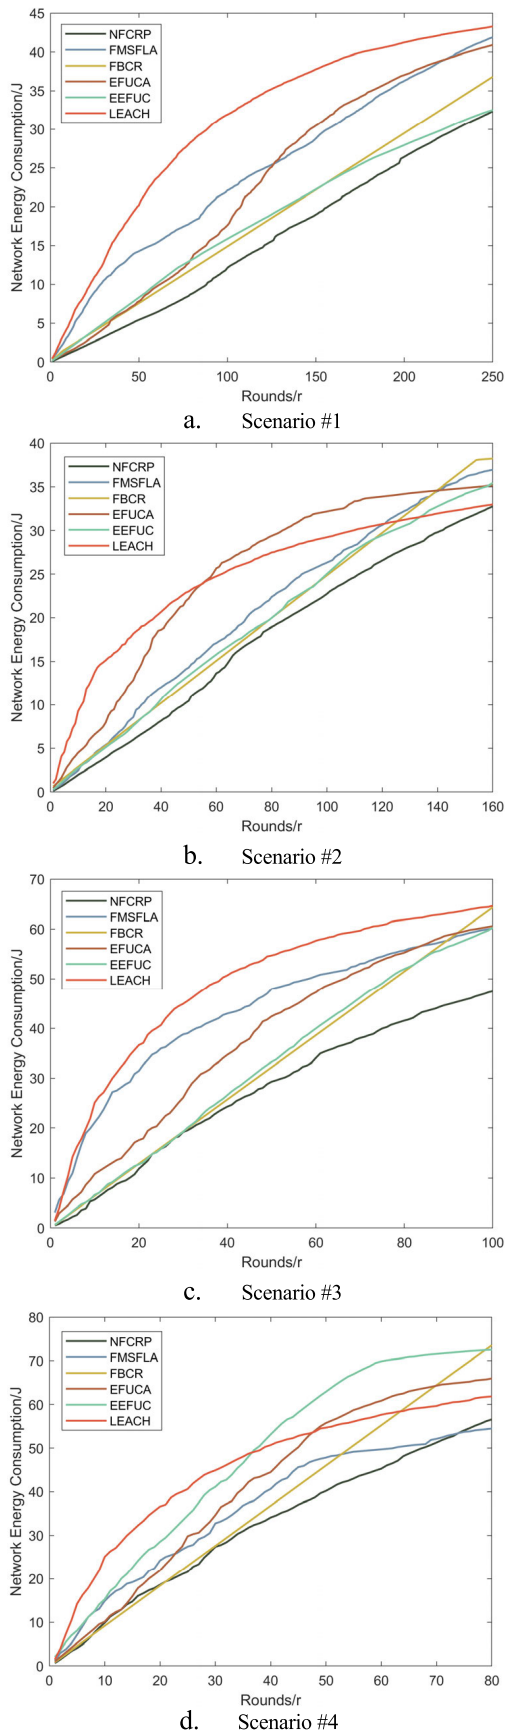 45
40
35
30
25
20
15
10
5
0
Network Energy Consumption/J
NFCRP
FMSFLA
FBCR
EFUCA
EEFUC
LEACH
0 50 100 150 200 250
Rounds/r
a. Scenario #1
40
35
30
25
20
15
10
5
0
Network Energy Consumption/J
NFCRP
FMSFLA
FBCR
EFUCA
EEFUC
LEACH
0 20 40 60 80 100 120 140 160
Rounds/r
b. Scenario #2
70
60
50
40
30
20
10
0
Network Energy Consumption/J
NFCRP
FMSFLA
FBCR
EFUCA
EEFUC
LEACH
0 20 40 60 80 100
Rounds/r
c. Scenario #3
80
70
60
50
40
30
20
10
0
Network Energy Consumption/J
NFCRP
FMSFLA
FBCR
EFUCA
EEFUC
LEACH
0 10 20 30 40 50 60 70 80
Rounds/r
d. Scenario #4